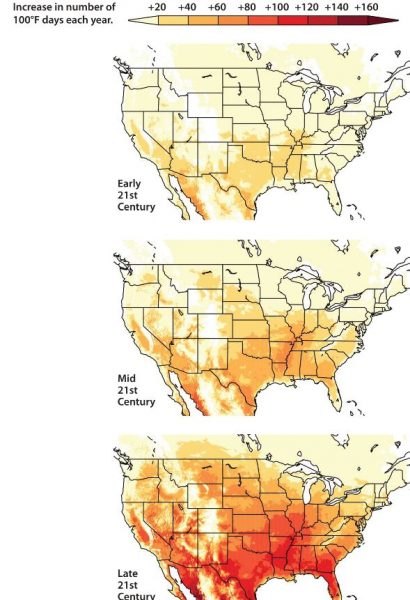 Increase in number of
100°F days each year.
+20 +40 +60 +80 +100 +120 +140 +160
Early
21st
Century
Mid
21st
Century
Late
21st
Century